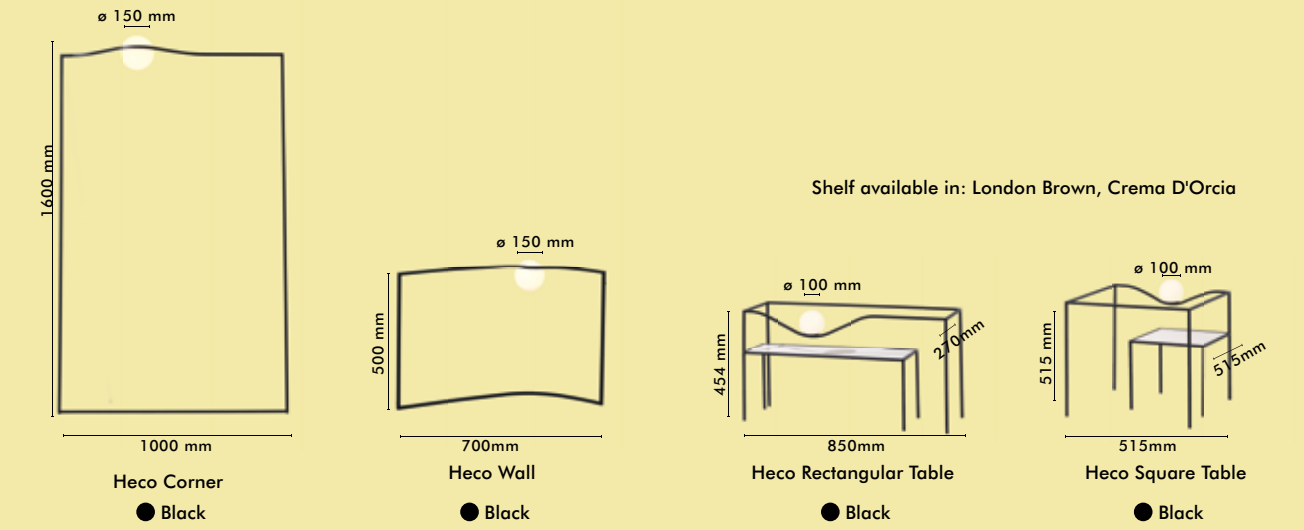 ø 150 mm
1600 mm
1000 mm
Heco Corner
Black
ø 150 mm
500 mm
700mm
Heco Wall
Black
Shelf available in: London Brown, Crema D'Orcia
ø 100 mm
454 mm
270mm
850mm
Heco Rectangular Table
Black
ø 100 mm
515 mm
515mm
515mm
Heco Square Table
Black